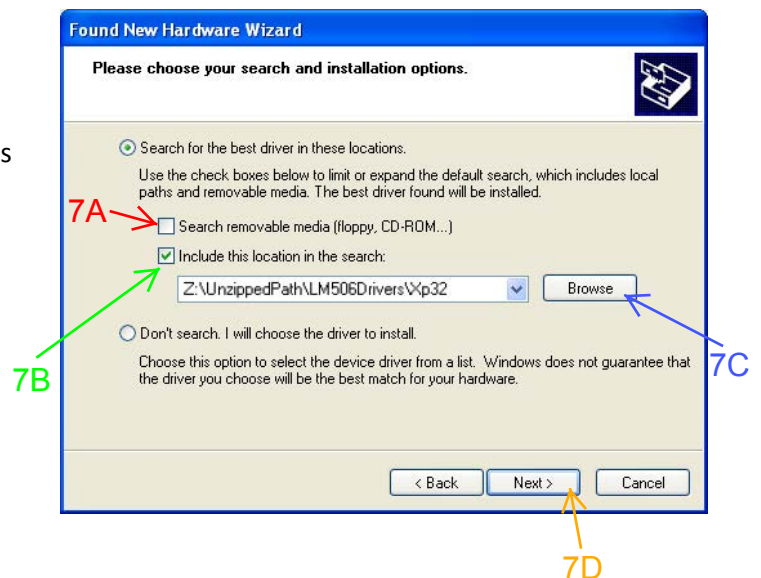 Found New Hardware Wizard
Please choose your search and installation options.
s
Search for the best driver in these locations.
Use the check boxes below to limit or expand the default search, which includes local
paths and removable media. The best driver found will be installed.
7A
Search removable media (floppy, CD-ROM...)
Include this location in the search:
Z:\UnzippedPath\LM506Drivers\Xp32
Browse
Don't search. I will choose the driver to install.
7B
7C
Choose this option to select the device driver from a list. Windows does not guarantee that
the driver you choose will be the best match for your hardware.
< Back
Next >
Cancel
7D